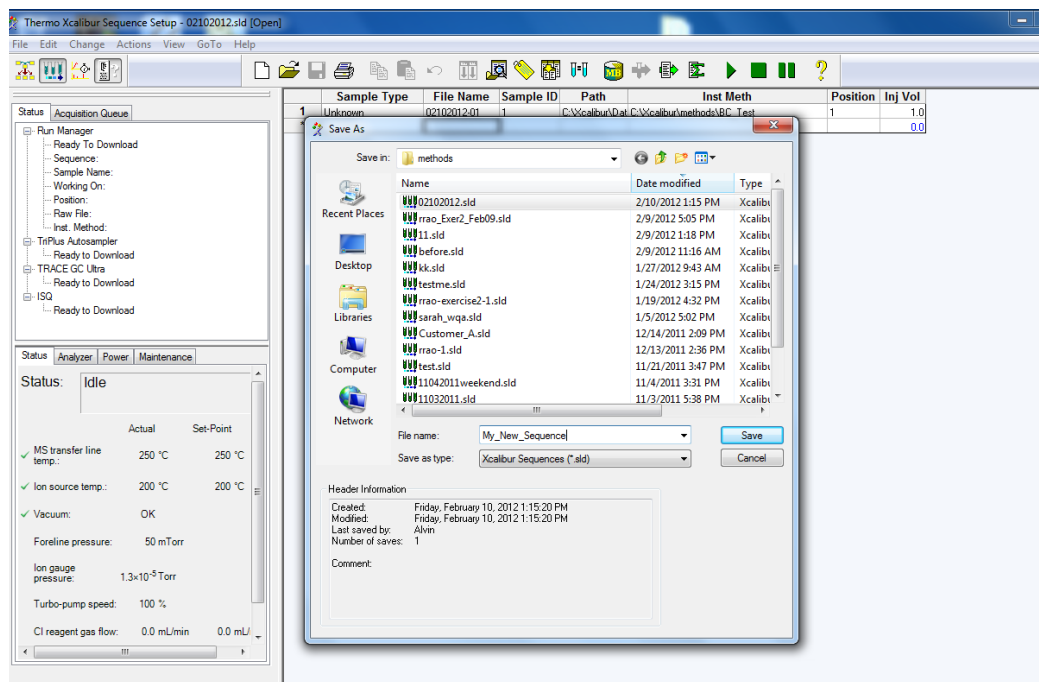 Thermo Xcalibur Sequence Setup - 02102012.sld [Open]
File Edit Change Actions View GoTo Help
Status Acquisition Queue
Run Manager
Ready To Download
Sequence:
Sample Name:
Working On:
Position:
Raw File:
Inst. Method:
TriPlus Autosampler
Ready to Download
TRACE GC Ultra
Ready to Download
ISQ
Ready to Download
Status Analyzer Power Maintenance
Status: Idle
Actual Set-Point
MS transfer line temp.: 250 °C 250 °C
Ion source temp.: 200 °C 200 °C
Vacuum: OK
Foreline pressure: 50 mTorr
Ion gauge pressure: 1.3×10-5 Torr
Turbo-pump speed: 100 %
CI reagent gas flow: 0.0 mL/min 0.0 mL/
MB
Sample Type File Name Sample ID Path Inst Meth Position Inj Vol
1 Unknown 02102012-01 1 C:\Xcalibur\Dat C:\Xcalibur\methods\BC_Test 1 1.0
* 0.0
Save As
Save in: methods
Recent Places
Desktop
Libraries
Computer
Network
Name Date modified Type
02102012.sld 2/10/2012 1:15 PM Xcalibu
rrao_Exer2_Feb09.sld 2/9/2012 5:05 PM Xcalibu
11.sld 2/9/2012 1:18 PM Xcalibu
before.sld 2/9/2012 11:16 AM Xcalibu
kk.sld 1/27/2012 9:43 AM Xcalibu
testme.sld 1/24/2012 3:15 PM Xcalibu
rrao-exercise2-1.sld 1/19/2012 4:32 PM Xcalibu
sarah_wqa.sld 1/5/2012 5:02 PM Xcalibu
Customer_A.sld 12/14/2011 2:09 PM Xcalibu
rrao-1.sld 12/13/2011 2:36 PM Xcalibu
test.sld 11/21/2011 3:47 PM Xcalibu
11042011weekend.sld 11/4/2011 3:31 PM Xcalibu
11032011.sld 11/3/2011 5:38 PM Xcalibu
File name: My_New_Sequence Save
Save as type: Xcalibur Sequences (*.sld) Cancel
Header Information
Created: Friday, February 10, 2012 1:15:20 PM
Modified: Friday, February 10, 2012 1:15:20 PM
Last saved by: Alvin
Number of saves: 1
Comment: